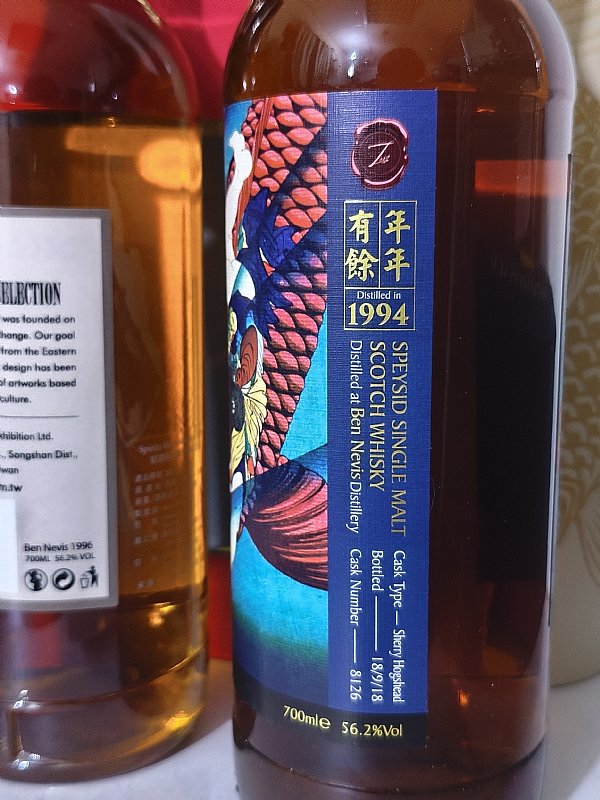 ELECTION
was founded on
change. Our goal
from the Eastern
design has been
of artworks based
culture.
xhibition Ltd.
., Songshan Dist.,
wan
m.tw
Ben Nevis 1996
700ML 56.2% VOL
年年
有餘
Distilled in
1994
SPEYSID SINGLE MALT
SCOTCH WHISKY
Distilled at Ben Nevis Distillery
Cask Type — Sherry Hogshead
Bottled — 18/9/18
Cask Number — 8126
700ml℮ 56.2%Vol